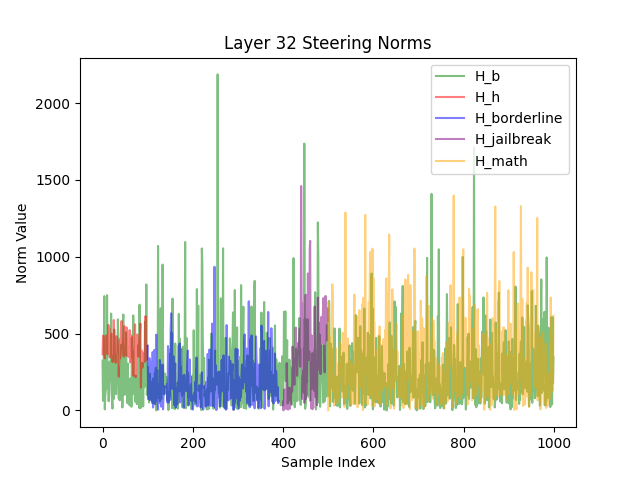 Layer 32 Steering Norms
H_b
H_h
H_borderline
H_jailbreak
H_math
Norm Value
2000
1500
1000
500
0
0
200
400
600
800
1000
Sample Index